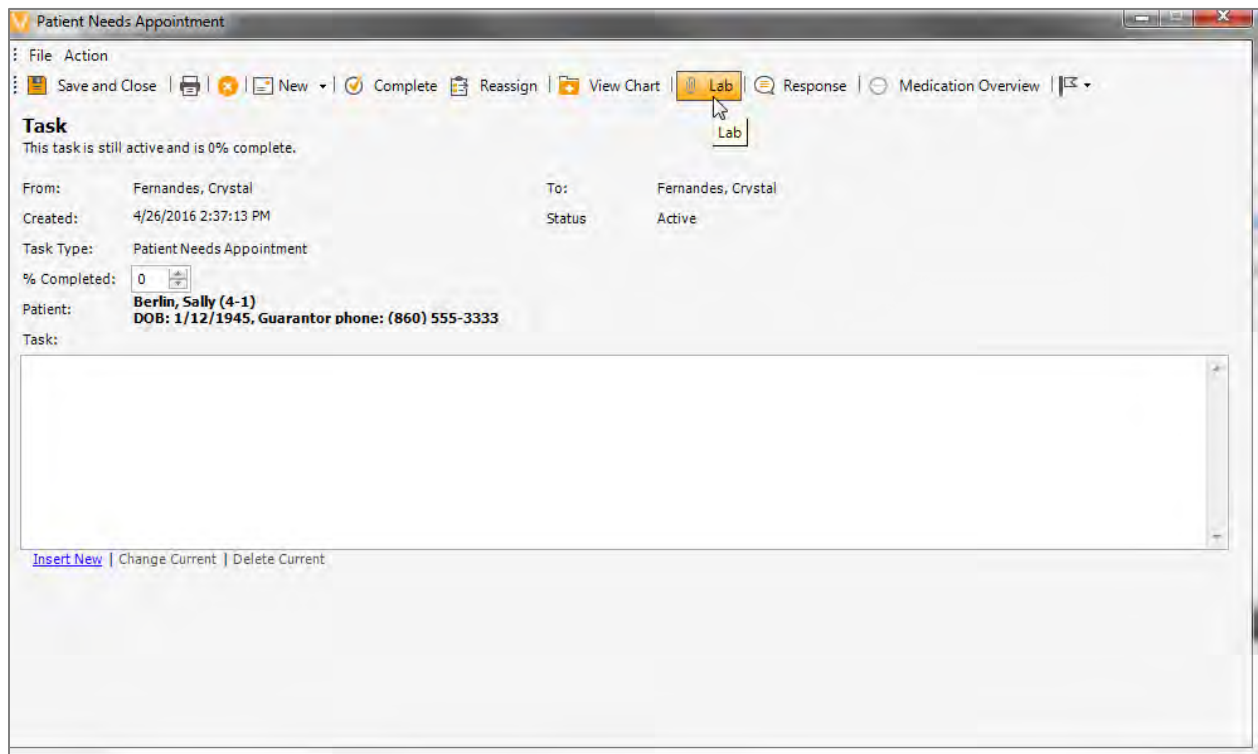 Patient Needs Appointment
File Action
Save and Close New Complete Reassign View Chart Lab Response Medication Overview
Lab
Task
This task is still active and is 0% complete.
From: Fernandes, Crystal To: Fernandes, Crystal
Created: 4/26/2016 2:37:13 PM Status Active
Task Type: Patient Needs Appointment
% Completed: 0
Patient: Berlin, Sally (4-1)
DOB: 1/12/1945, Guarantor phone: (860) 555-3333
Task:
Insert New | Change Current | Delete Current